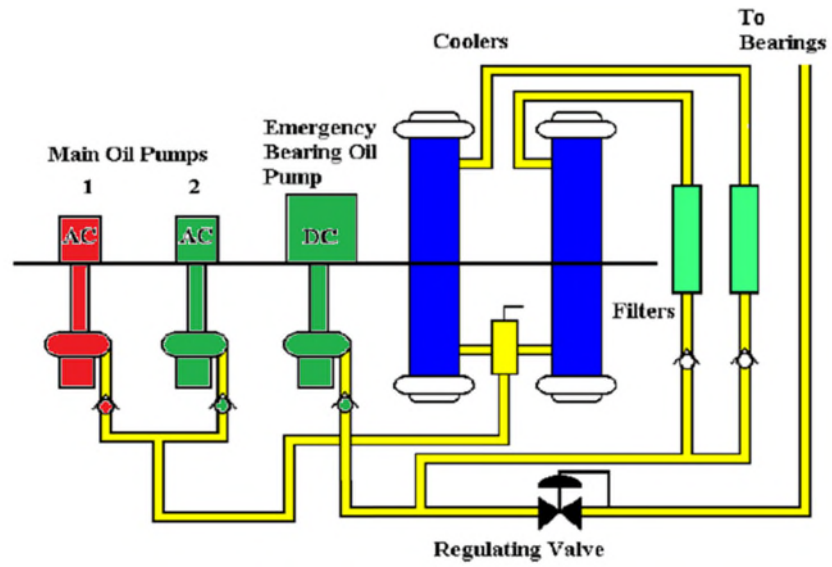 To
Bearings
Coolers
Emergency
Bearing Oil
Pump
Main Oil Pumps
1 2
AC AC DC
Filters
Regulating Valve